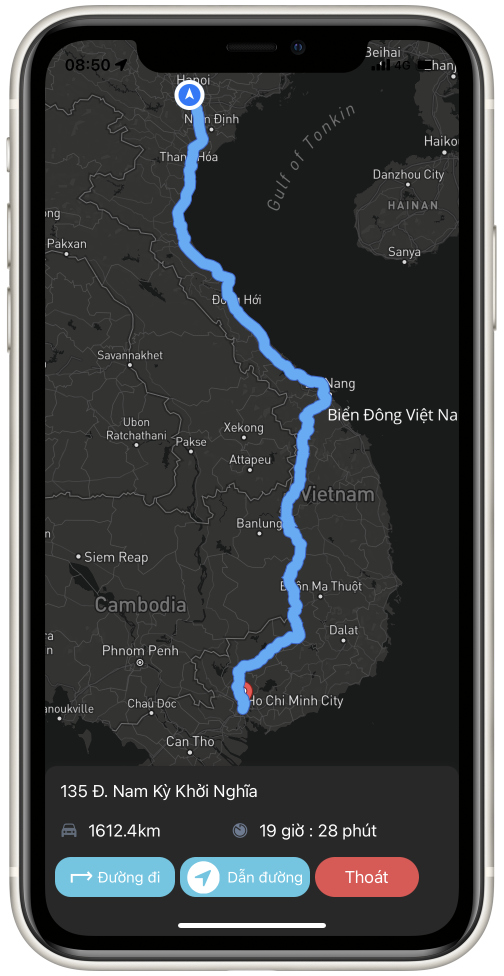 08:50
Beihai
4G
Hanoi
Nam Định
Thanh Hóa
Gulf of Tonkin
Haikou
Danzhou City
HAINAN
Sanya
Pakxan
Đồng Hới
Savannakhet
Nang
Biển Đông Việt Na
Ubon
Ratchathani
Pakse
Xekong
Attapeu
Vietnam
Banlung
Siem Reap
Buôn Ma Thuột
Cambodia
Dalat
Phnom Penh
anoukville
Chaü Dóc
Ho Chi Minh City
Can Tho
135 Đ. Nam Kỳ Khởi Nghĩa
1612.4km
19 giờ : 28 phút
Đường đi
Dẫn đường
Thoát